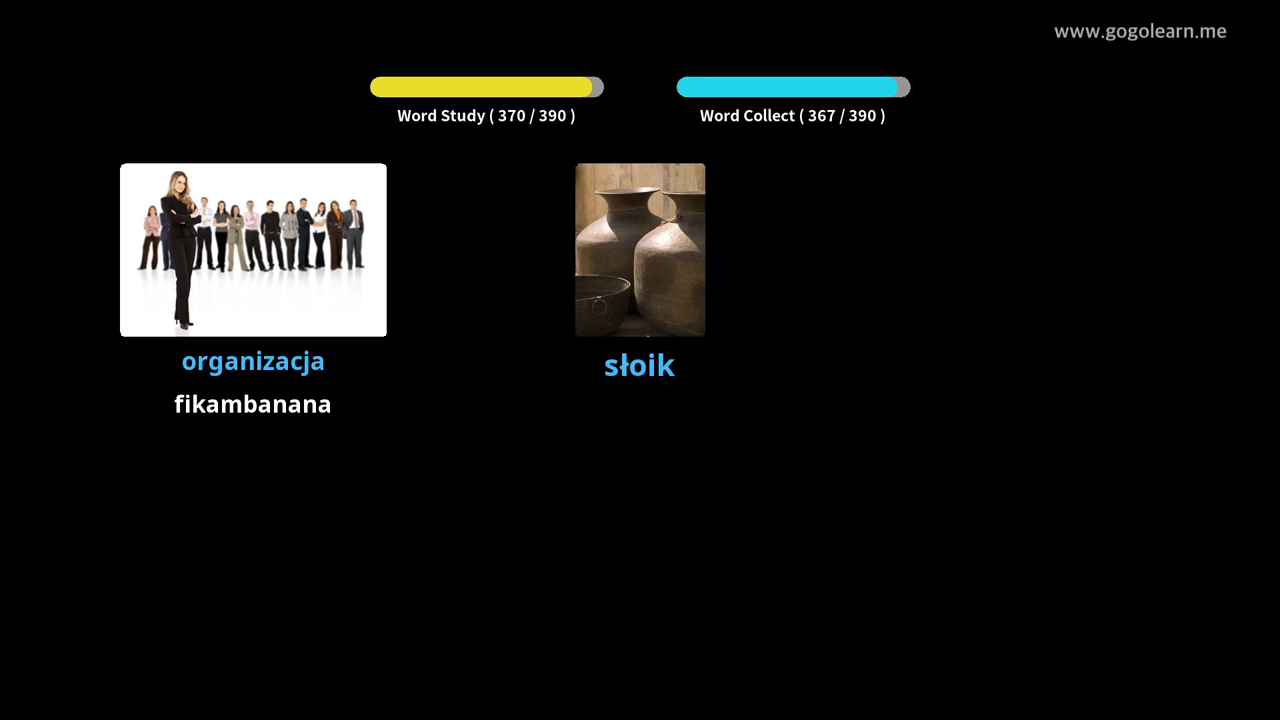 www.gogolearn.me
Word Study ( 370 / 390 )
Word Collect ( 367 / 390 )
organizacja
fikambanana
słoik